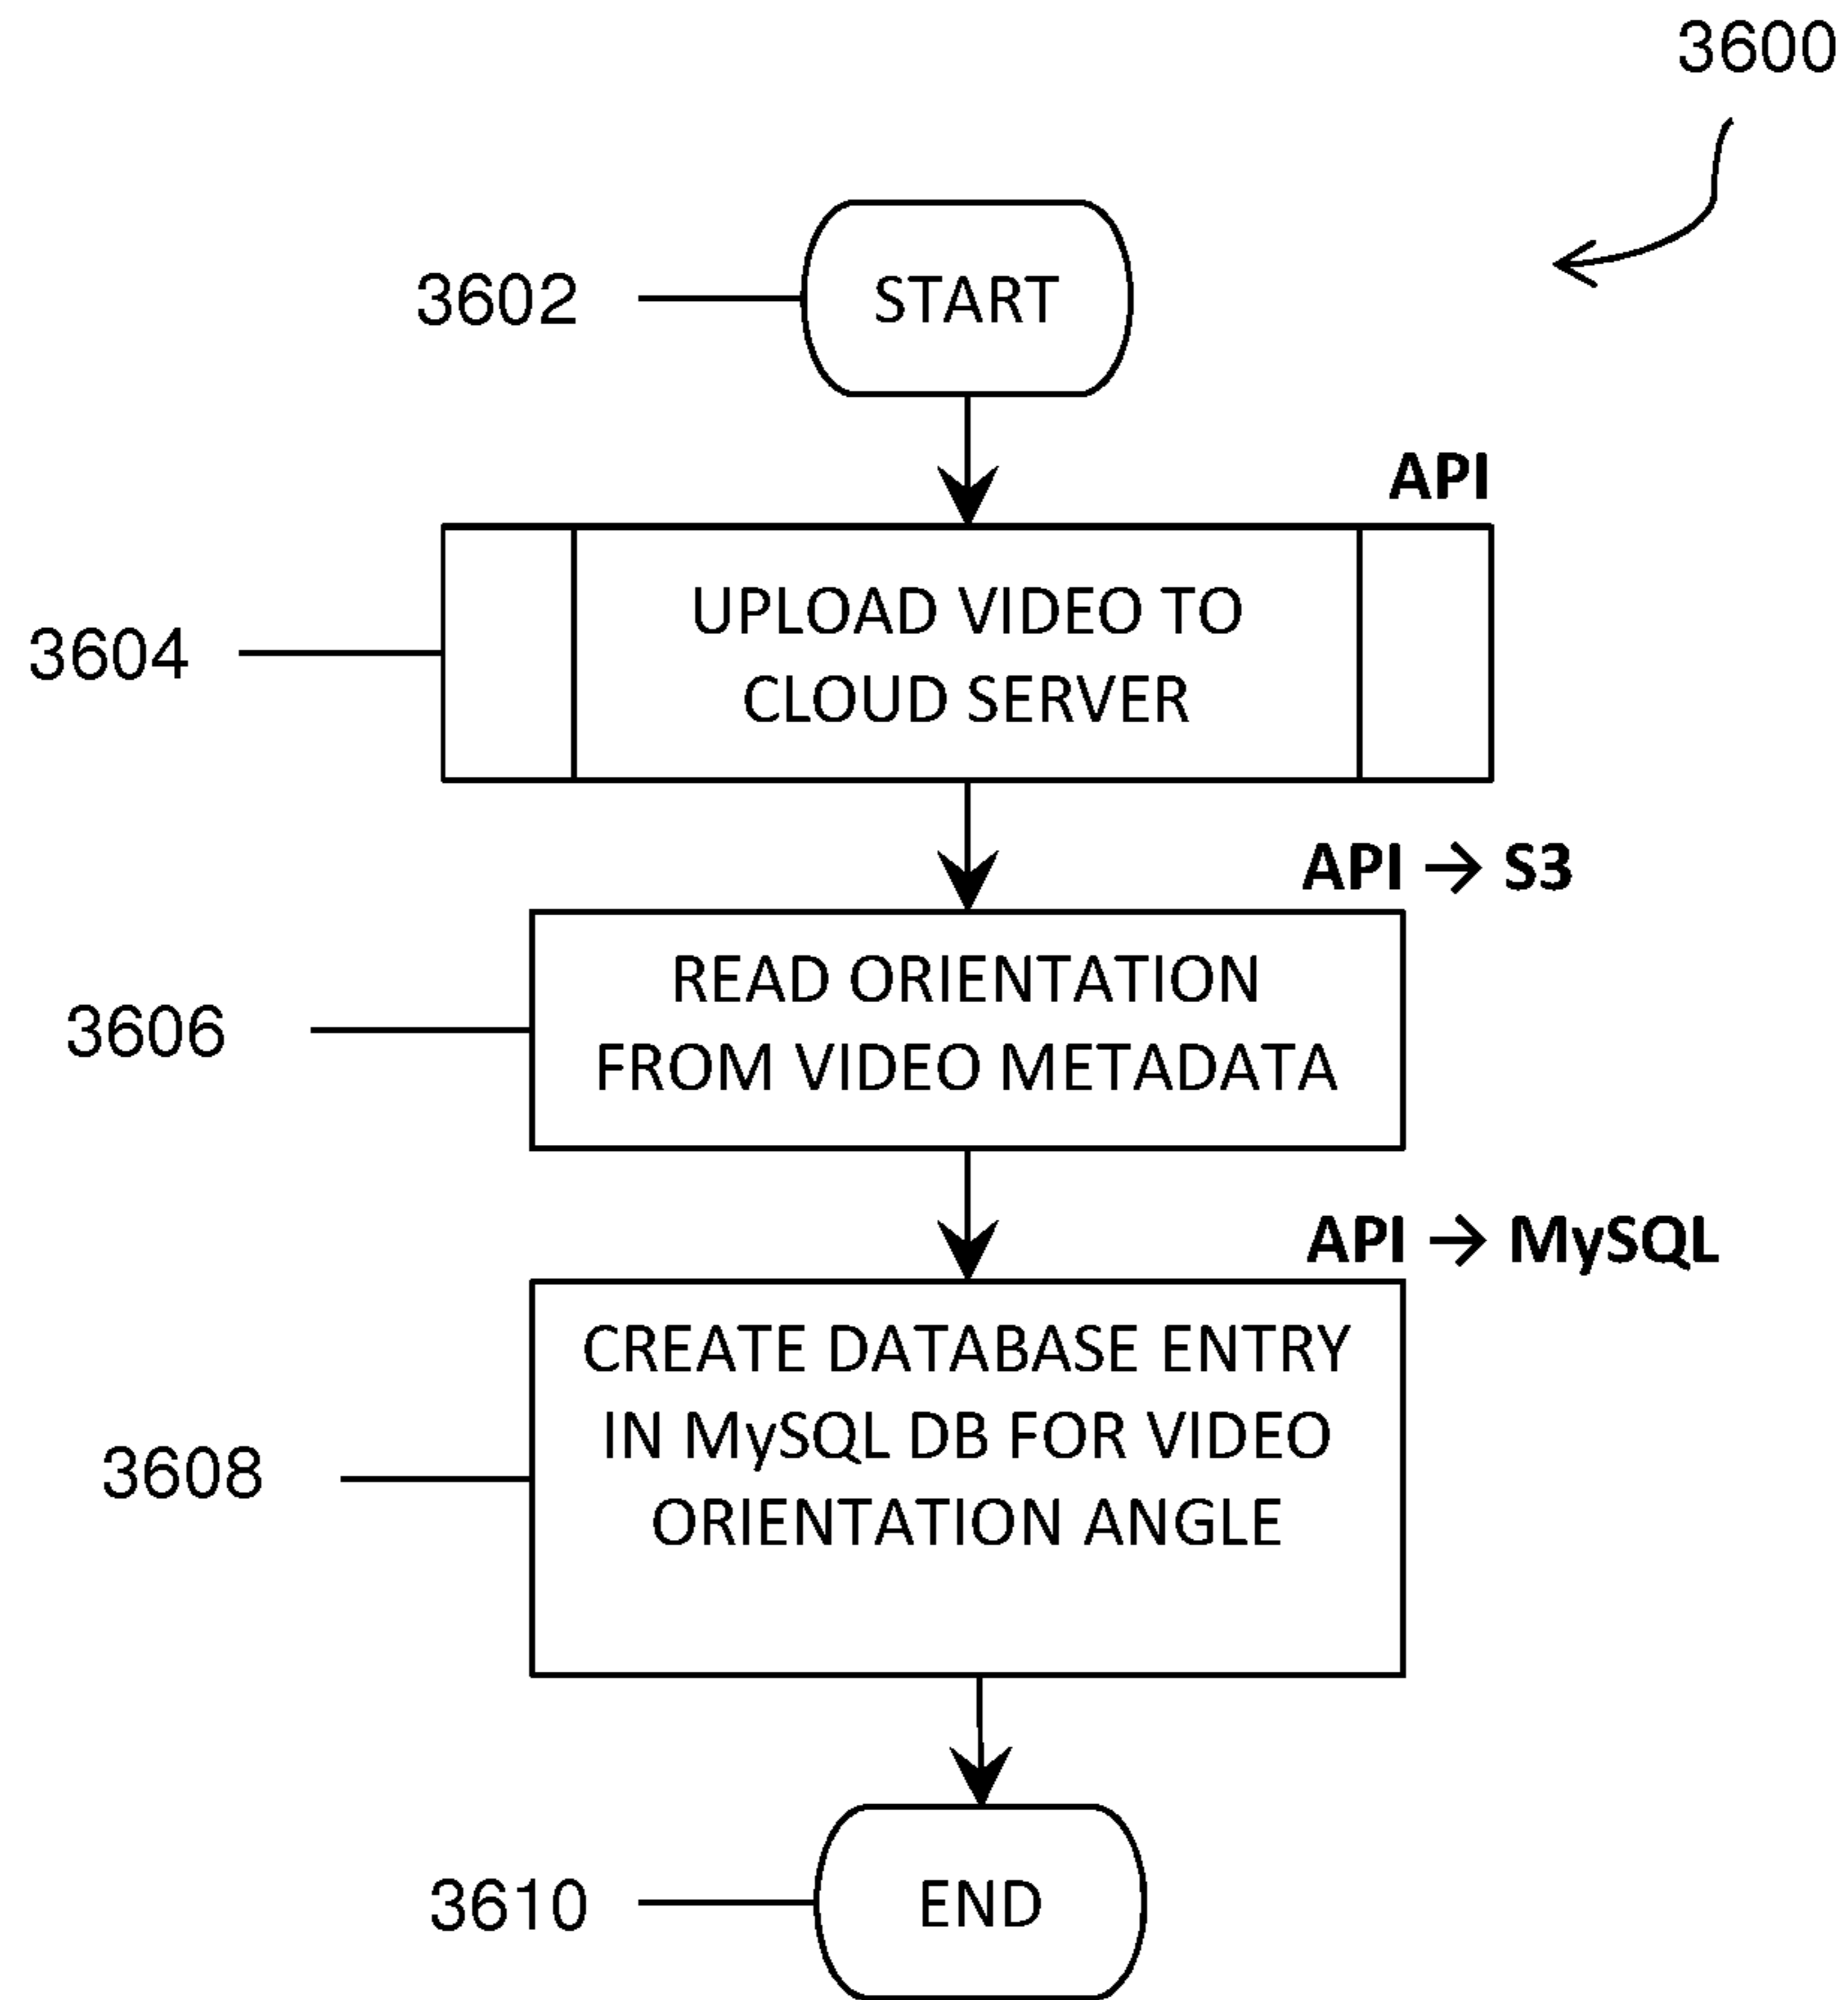 3600
3602
START
API
3604
UPLOAD VIDEO TO
CLOUD SERVER
API → S3
3606
READ ORIENTATION
FROM VIDEO METADATA
API → MySQL
3608
CREATE DATABASE ENTRY
IN MySQL DB FOR VIDEO
ORIENTATION ANGLE
3610
END